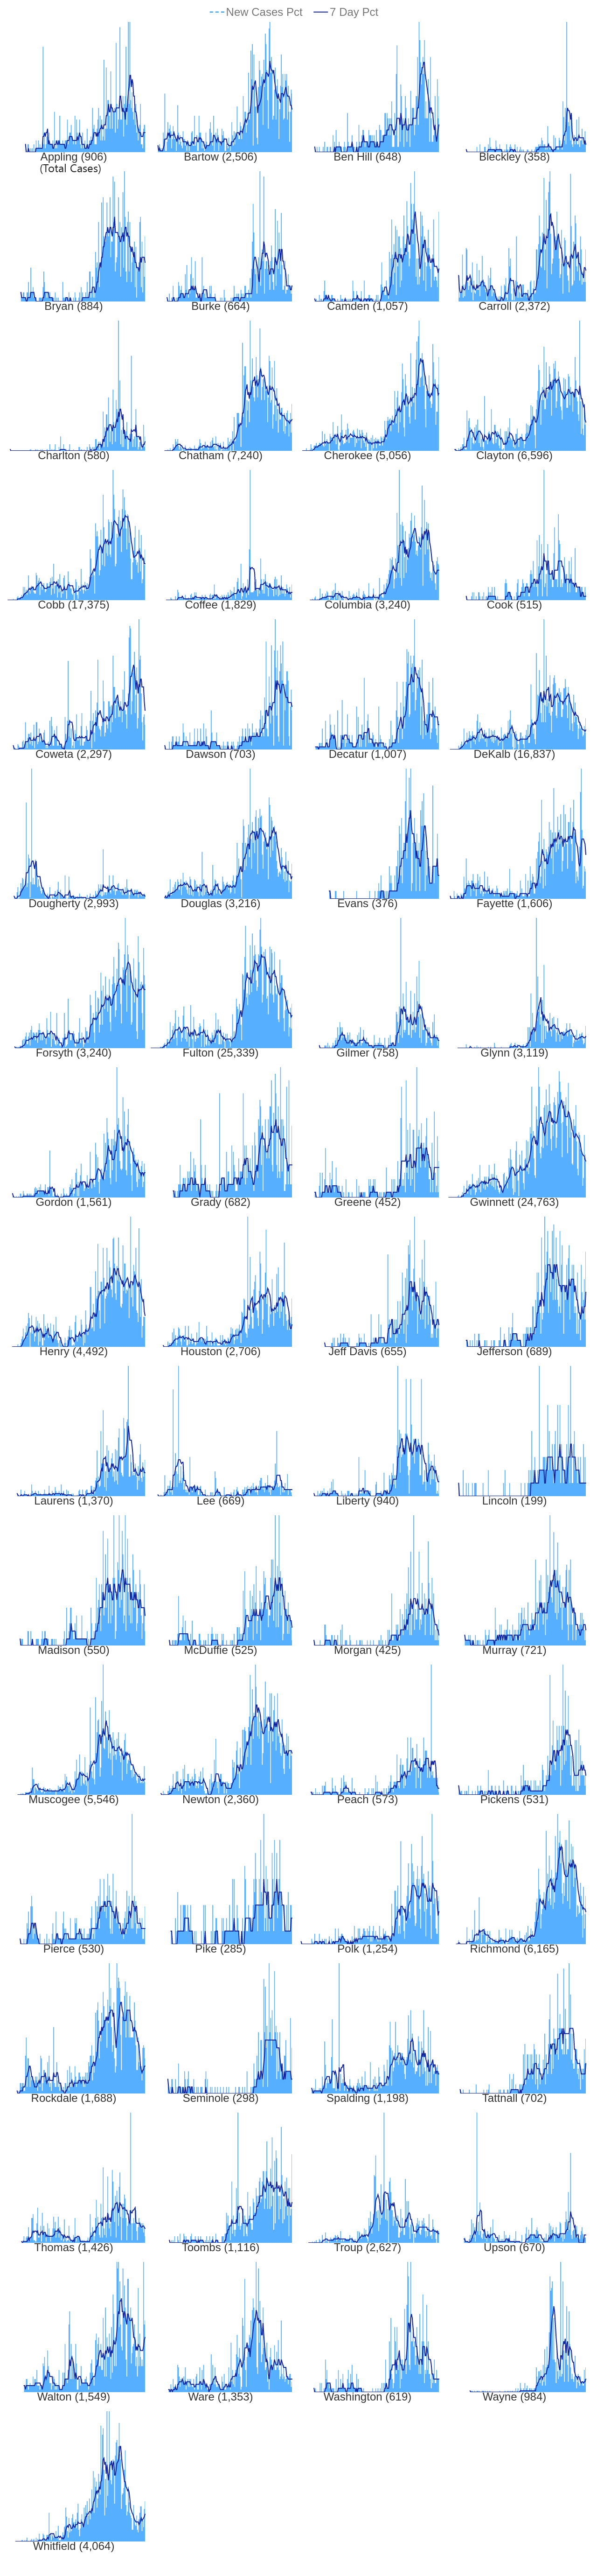 New Cases Pct 7 Day Pct
Appling (906) Bartow (2,506) Ben Hill (648) Bleckley (358)
(Total Cases)
Bryan (884) Burke (664) Camden (1,057) Carroll (2,372)
Charlton (580) Chatham (7,240) Cherokee (5,056) Clayton (6,596)
Cobb (17,375) Coffee (1,829) Columbia (3,240) Cook (515)
Coweta (2,297) Dawson (703) Decatur (1,007) DeKalb (16,837)
Dougherty (2,993) Douglas (3,216) Evans (376) Fayette (1,606)
Forsyth (3,240) Fulton (25,339) Gilmer (758) Glynn (3,119)
Gordon (1,561) Grady (682) Greene (452) Gwinnett (24,763)
Henry (4,492) Houston (2,706) Jeff Davis (655) Jefferson (689)
Laurens (1,370) Lee (669) Liberty (940) Lincoln (199)
Madison (550) McDuffie (525) Morgan (425) Murray (721)
Muscogee (5,546) Newton (2,360) Peach (573) Pickens (531)
Pierce (530) Pike (285) Polk (1,254) Richmond (6,165)
Rockdale (1,688) Seminole (298) Spalding (1,198) Tattnall (702)
Thomas (1,426) Toombs (1,116) Troup (2,627) Upson (670)
Walton (1,549) Ware (1,353) Washington (619) Wayne (984)
Whitfield (4,064)